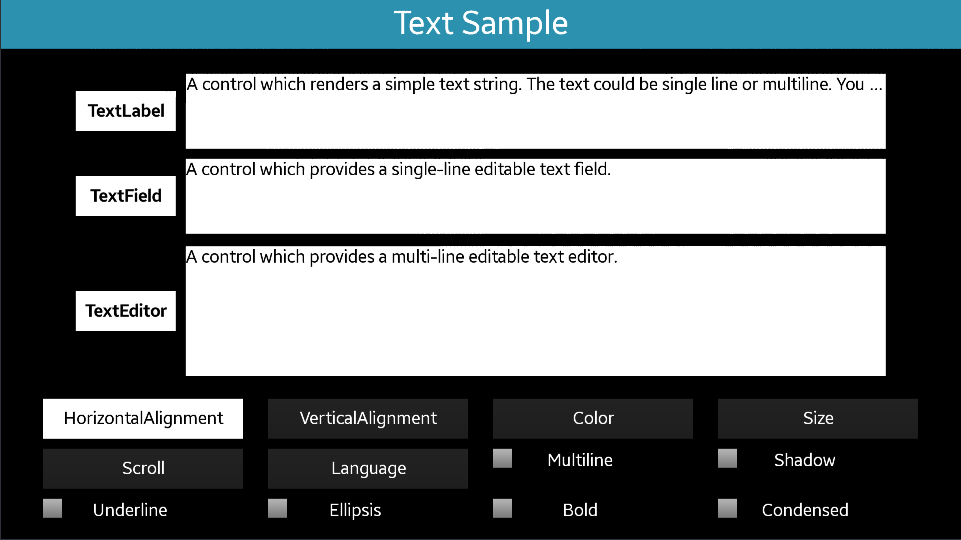 Text Sample
TextLabel
A control which renders a simple text string. The text could be single line or multiline. You ...
TextField
A control which provides a single-line editable text field.
TextEditor
A control which provides a multi-line editable text editor.
HorizontalAlignment
VerticalAlignment
Color
Size
Scroll
Language
Multiline
Shadow
Underline
Ellipsis
Bold
Condensed